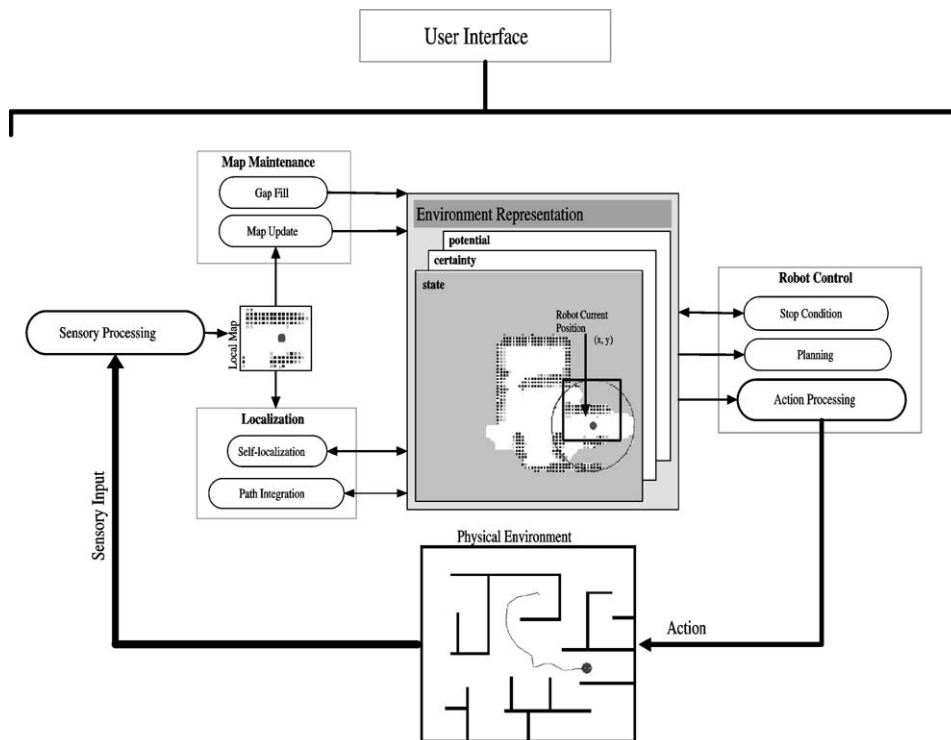 User Interface
Map Maintenance
Gap Fill
Map Update
Environment Representation
potential
certainty
state
Robot Current
Position
(x, y)
Robot Control
Stop Condition
Planning
Action Processing
Sensory Processing
Local Map
Localization
Self-localization
Path Integration
Sensory Input
Physical Environment
Action